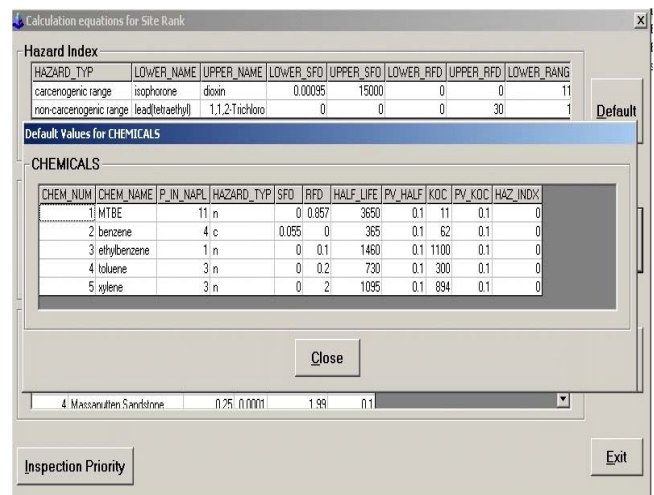 Calculation equations for Site Rank
Hazard Index
HAZARD_TYP LOWER_NAME UPPER_NAME LOWER_SFO UPPER_SFO LOWER_RFD UPPER_RFD LOWER_RANG
carcenogenic range isophorone dioxin 0.00095 15000 0 0 11
non-carcenogenic range lead(tetraethyl) 1,1,2-Trichloro 0 0 0 30 1
Default
Default Values for CHEMICALS
CHEMICALS
CHEM_NUM CHEM_NAME P_IN_NAPL HAZARD_TYP SFO RFD HALF_LIFE PV_HALF KOC PV_KOC HAZ_INDX
1 MTBE 11 n 0 0.857 3650 0.1 11 0.1 0
2 benzene 4 c 0.055 0 365 0.1 62 0.1 0
3 ethylbenzene 1 n 0 0.1 1460 0.1 1100 0.1 0
4 toluene 3 n 0 0.2 730 0.1 300 0.1 0
5 xylene 3 n 0 2 1095 0.1 894 0.1 0
Close
4 Massanutten Sandstone 0.25 0.0001 1.99 0.1
Inspection Priority
Exit